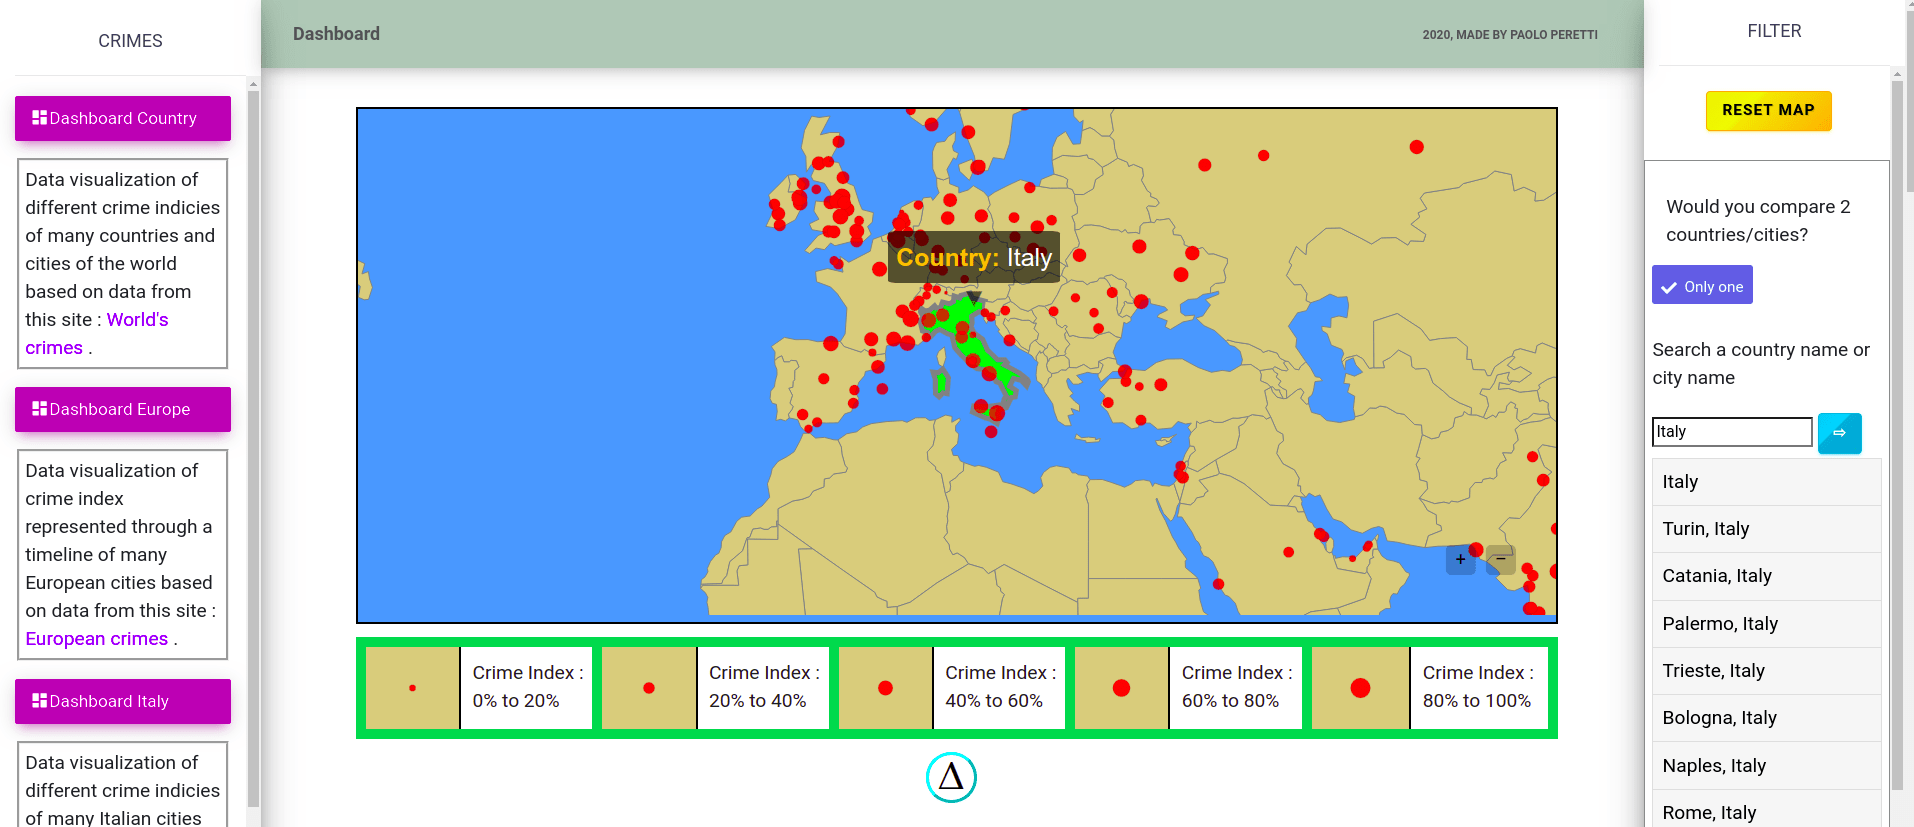 CRIMES
Dashboard Country
Data visualization of
different crime indicies
of many countries and
cities of the world
based on data from
this site : World's
crimes .
Dashboard Europe
Data visualization of
crime index
represented through a
timeline of many
European cities based
on data from this site :
European crimes .
Dashboard Italy
Data visualization of
different crime indicies
of many Italian cities
Dashboard
2020, MADE BY PAOLO PERETTI
Country: Italy
+
−
Crime Index :
0% to 20%
Crime Index :
20% to 40%
Crime Index :
40% to 60%
Crime Index :
60% to 80%
Crime Index :
80% to 100%
Δ
FILTER
RESET MAP
Would you compare 2
countries/cities?
Only one
Search a country name or
city name
Italy
⇨
Italy
Turin, Italy
Catania, Italy
Palermo, Italy
Trieste, Italy
Bologna, Italy
Naples, Italy
Rome, Italy